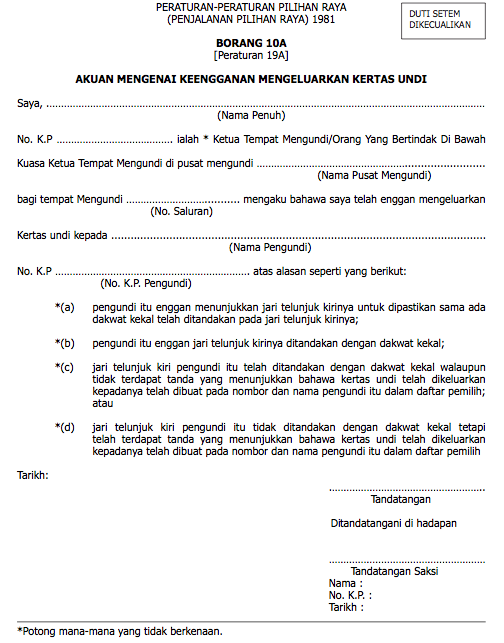 PERATURAN-PERATURAN PILIHAN RAYA
(PENJALANAN PILIHAN RAYA) 1981
DUTI SETEM
DIKECUALIKAN
BORANG 10A
[Peraturan 19A]
AKUAN MENGENAI KEENGGANAN MENGELUARKAN KERTAS UNDI
Saya, ..................................................................................................................
(Nama Penuh)
No. K.P ........................................ ialah * Ketua Tempat Mengundi/Orang Yang Bertindak Di Bawah
Kuasa Ketua Tempat Mengundi di pusat mengundi .........................................................
(Nama Pusat Mengundi)
bagi tempat Mengundi ................................... mengaku bahawa saya telah enggan mengeluarkan
(No. Saluran)
Kertas undi kepada .................................................................................................
(Nama Pengundi)
No. K.P ................................................................ atas alasan seperti yang berikut:
(No. K.P. Pengundi)
*(a) pengundi itu enggan menunjukkan jari telunjuk kirinya untuk dipastikan sama ada
dakwat kekal telah ditandakan pada jari telunjuk kirinya;
*(b) pengundi itu enggan jari telunjuk kirinya ditandakan dengan dakwat kekal;
*(c) jari telunjuk kiri pengundi itu telah ditandakan dengan dakwat kekal walaupun
tidak terdapat tanda yang menunjukkan bahawa kertas undi telah dikeluarkan
kepadanya telah dibuat pada nombor dan nama pengundi itu dalam daftar pemilih;
atau
*(d) jari telunjuk kiri pengundi itu tidak ditandakan dengan dakwat kekal tetapi
telah terdapat tanda yang menunjukkan bahawa kertas undi telah dikeluarkan
kepadanya telah dibuat pada nombor dan nama pengundi itu dalam daftar pemilih
Tarikh:
....................................................
Tandatangan
Ditandatangani di hadapan
....................................................
Tandatangan Saksi
Nama :
No. K.P. :
Tarikh :
*Potong mana-mana yang tidak berkenaan.